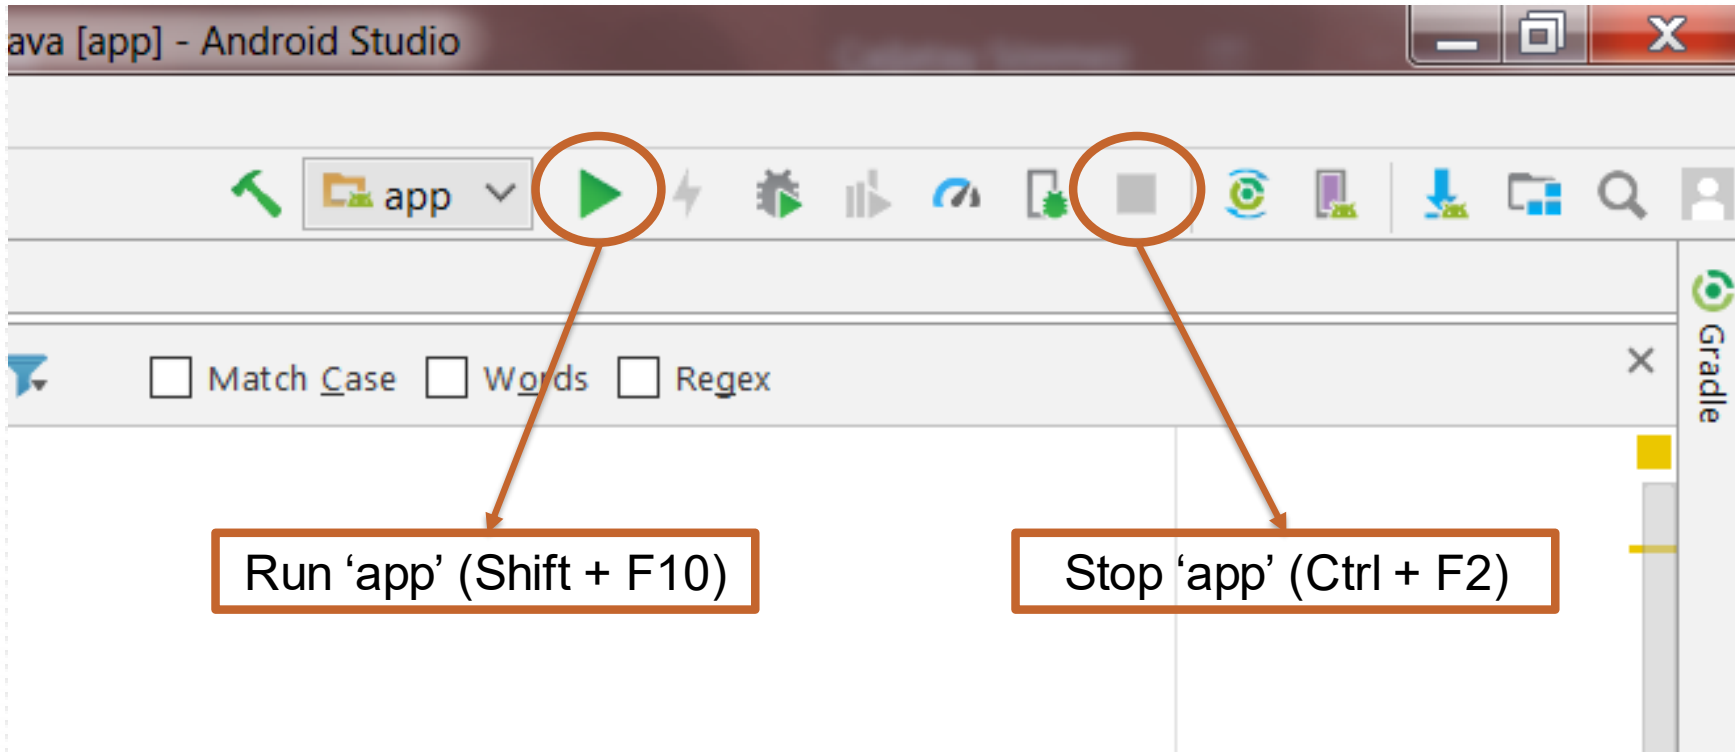 ava [app] - Android Studio
app
Match Case Words Regex
Gradle
Run ‘app’ (Shift + F10)
Stop ‘app’ (Ctrl + F2)